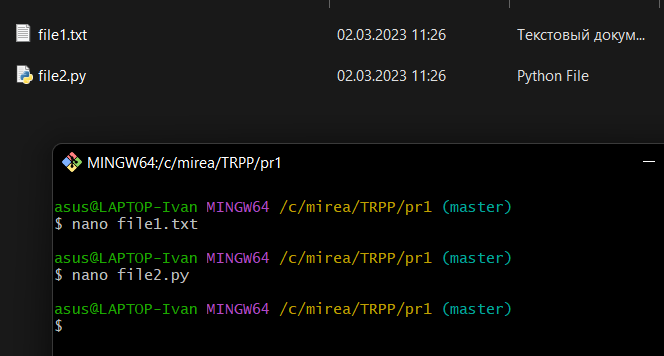 file1.txt 02.03.2023 11:26 Текстовый докум...
file2.py 02.03.2023 11:26 Python File
MINGW64:/c/mirea/TRPP/pr1
asus@LAPTOP-Ivan MINGW64 /c/mirea/TRPP/pr1 (master)
$ nano file1.txt
asus@LAPTOP-Ivan MINGW64 /c/mirea/TRPP/pr1 (master)
$ nano file2.py
asus@LAPTOP-Ivan MINGW64 /c/mirea/TRPP/pr1 (master)
$